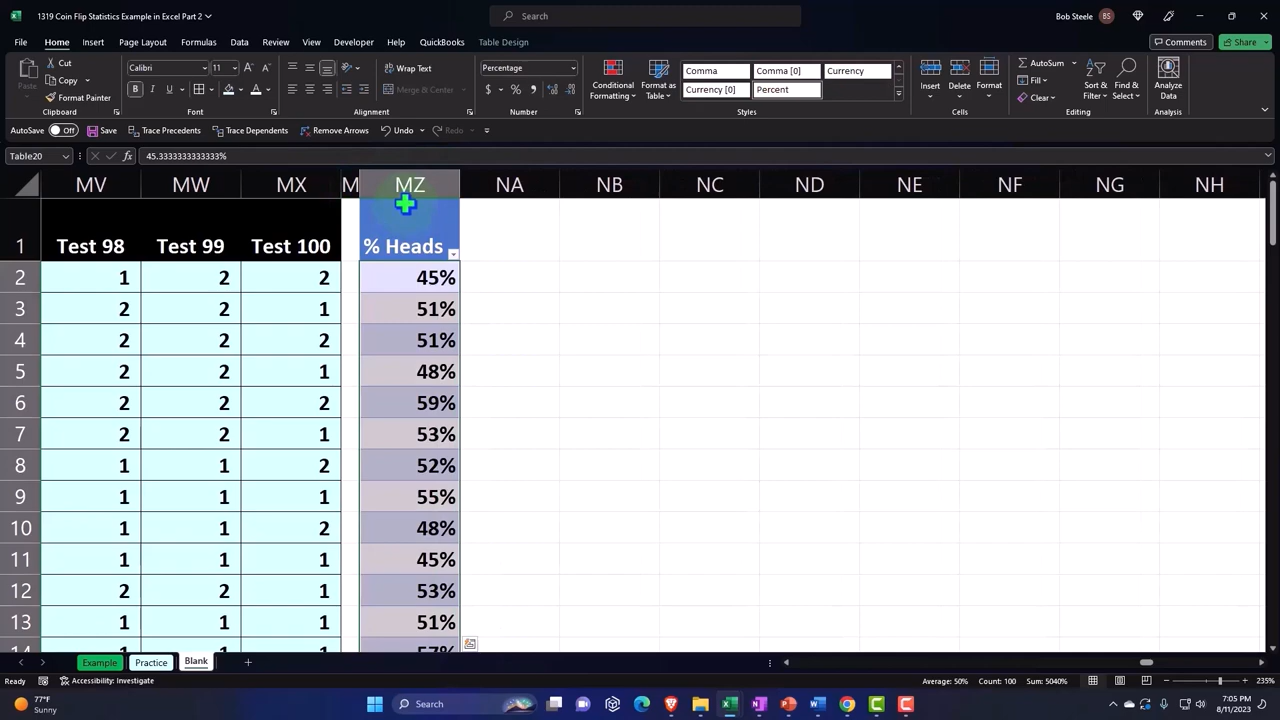 1319 Coin Flip Statistics Example in Excel Part 2
Search
Bob Steele
BS
File Home Insert Draw Page Layout Formulas Data Review View Developer Help QuickBooks Table Design
Comments
Share
Paste
Cut
Copy
Format Painter
Clipboard
Calibri
11
Font
Wrap Text
Merge & Center
Alignment
Percentage
Number
Conditional Formatting
Format as Table
Comma
Comma [0]
Currency
Currency [0]
Percent
Styles
Insert
Delete
Format
Cells
AutoSum
Fill
Clear
Sort & Filter
Find & Select
Editing
Analyze Data
Analysis
AutoSave Off Save Trace Precedents Trace Dependents Remove Arrows Undo Redo
Table20
45.3333333333333%
MV MW MX M MZ NA NB NC ND NE NF NG NH
1 Test 98 Test 99 Test 100 % Heads
2 1 2 2 45%
3 2 2 1 51%
4 2 2 2 51%
5 2 2 1 48%
6 2 2 2 59%
7 2 2 1 53%
8 1 1 2 52%
9 1 1 1 55%
10 1 1 2 48%
11 1 1 1 45%
12 2 2 1 53%
13 1 1 1 51%
14 1 1 1 57%
Example Practice Blank
Ready
Accessibility: Investigate
Average: 50% Count: 100 Sum: 5040%
235%
77°F
Sunny
Search
7:05 PM
8/11/2023